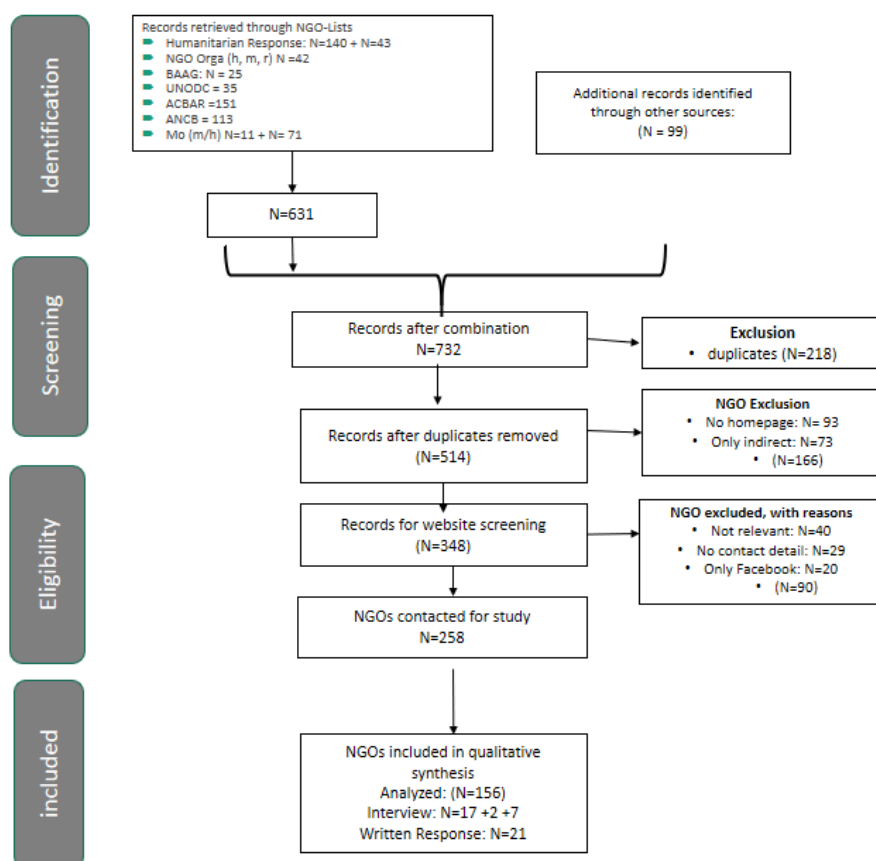 Identification
Records retrieved through NGO-Lists
Humanitarian Response: N=140 + N=43
NGO Orga (h, m, r) N =42
BAAG: N = 25
UNODC = 35
ACBAR =151
ANCB = 113
Mo (m/h) N=11 + N= 71
Additional records identified
through other sources:
(N = 99)
N=631
Screening
Records after combination
N=732
Exclusion
• duplicates (N=218)
Records after duplicates removed
(N=514)
NGO Exclusion
• No homepage: N= 93
• Only indirect: N=73
• (N=166)
Eligibility
Records for website screening
(N=348)
NGO excluded, with reasons
• Not relevant: N=40
• No contact detail: N=29
• Only Facebook: N=20
• (N=90)
NGOs contacted for study
N=258
included
NGOs included in qualitative
synthesis
Analyzed: (N=156)
Interview: N=17 +2 +7
Written Response: N=21